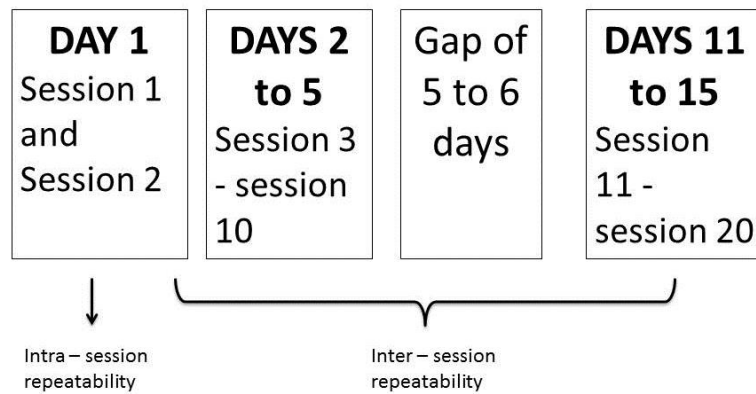 DAY 1
Session 1
and
Session 2
DAYS 2
to 5
Session 3
- session
10
Gap of
5 to 6
days
DAYS 11
to 15
Session
11 -
session 20
Intra – session
repeatability
Inter – session
repeatability